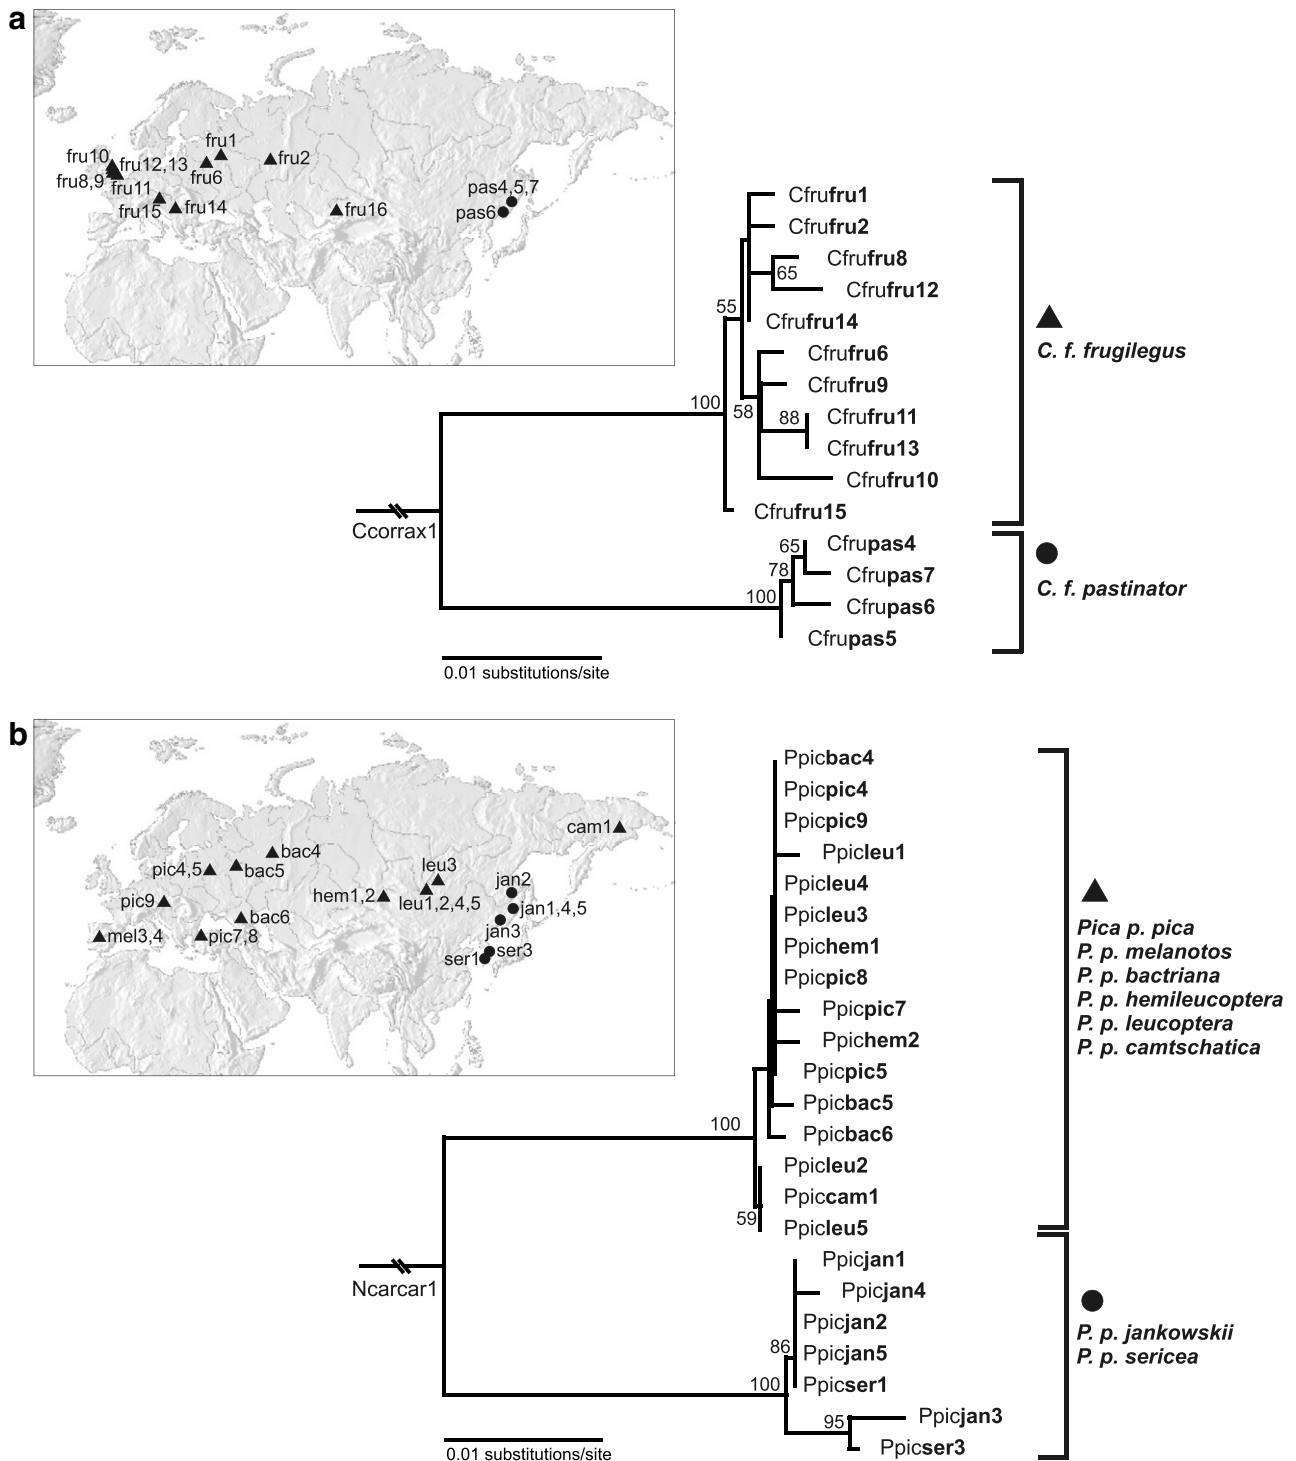 a
fru1
fru10
fru12,13
fru2
fru8,9
fru6
fru11
fru15
fru14
fru16
pas4,5,7
pas6
Cfrufru1
Cfrufru2
Cfrufru8
65
Cfrufru12
55
Cfrufru14
Cfrufru6
Cfrufru9
100
58
88
Cfrufru11
Cfrufru13
Cfrufru10
Cfrufru15
Ccorrax1
65
Cfrupas4
78
Cfrupas7
100
Cfrupas6
Cfrupas5
C. f. frugilegus
C. f. pastinator
0.01 substitutions/site
b
cam1
bac4
pic4,5
bac5
leu3
jan2
hem1,2
leu1,2,4,5
pic9
jan1,4,5
bac6
jan3
mel3,4
pic7,8
ser3
ser1
Ppicbac4
Ppicpic4
Ppicpic9
Ppicleu1
Ppicleu4
Ppicleu3
Ppichem1
Ppicpic8
Ppicpic7
Ppichem2
Ppicpic5
Ppicbac5
100
Ppicbac6
Ppicleu2
Ppiccam1
59
Ppicleu5
Ncarcar1
Ppicjan1
Ppicjan4
Ppicjan2
86
Ppicjan5
100
Ppicser1
95
Ppicjan3
Ppicser3
Pica p. pica
P. p. melanotos
P. p. bactriana
P. p. hemileucoptera
P. p. leucoptera
P. p. camtschatica
P. p. jankowskii
P. p. sericea
0.01 substitutions/site